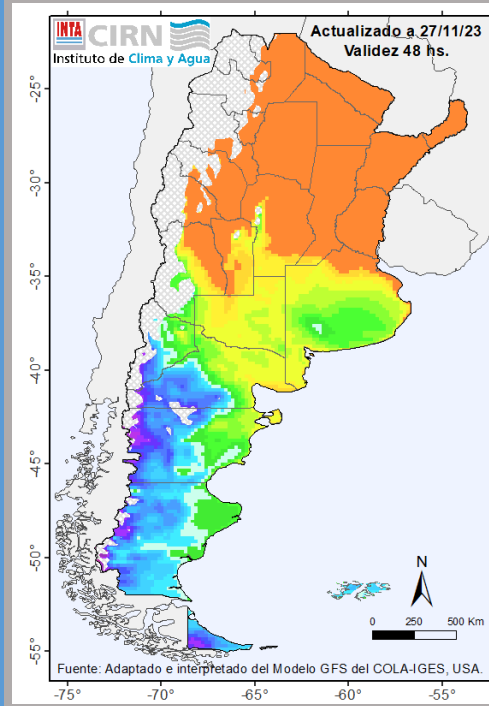 INTA CIRN
Instituto de Clima y Agua
Actualizado a 27/11/23
Validez 48 hs.
-25°
-30°
-35°
-40°
-45°
-50°
-55°
N
0 250 500 Km
Fuente: Adaptado e interpretado del Modelo GFS del COLA-IGES, USA.
-75° -70° -65° -60° -55°